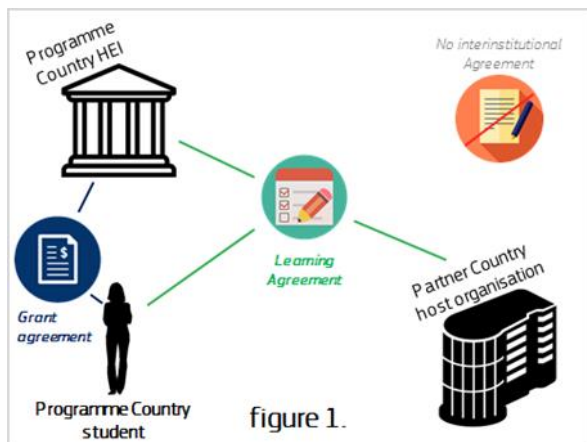 Programme
Country HEI
No interinstitutional
Agreement
$
Learning
Agreement
Partner Country
host organisation
Grant
agreement
Programme Country
student
figure 1.